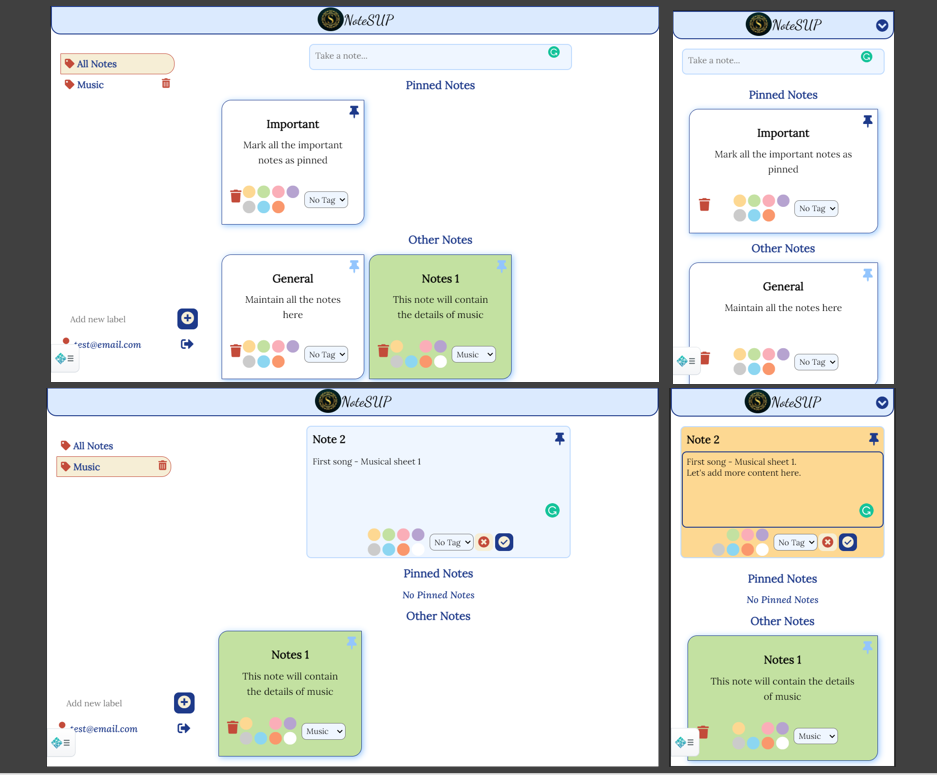 NoteSUP
All Notes
Music
Take a note...
Pinned Notes
Important
Mark all the important
notes as pinned
No Tag
Other Notes
General
Maintain all the notes
here
No Tag
Notes 1
This note will contain
the details of music
Music
Add new label
test@email.com
NoteSUP
Take a note...
Pinned Notes
Important
Mark all the important notes as
pinned
No Tag
Other Notes
General
Maintain all the notes here
No Tag
NoteSUP
All Notes
Music
Note 2
First song - Musical sheet 1
No Tag
Pinned Notes
No Pinned Notes
Other Notes
Notes 1
This note will contain
the details of music
Music
Add new label
test@email.com
NoteSUP
Note 2
First song - Musical sheet 1.
Let's add more content here.
No Tag
Pinned Notes
No Pinned Notes
Other Notes
Notes 1
This note will contain the details
of music
Music